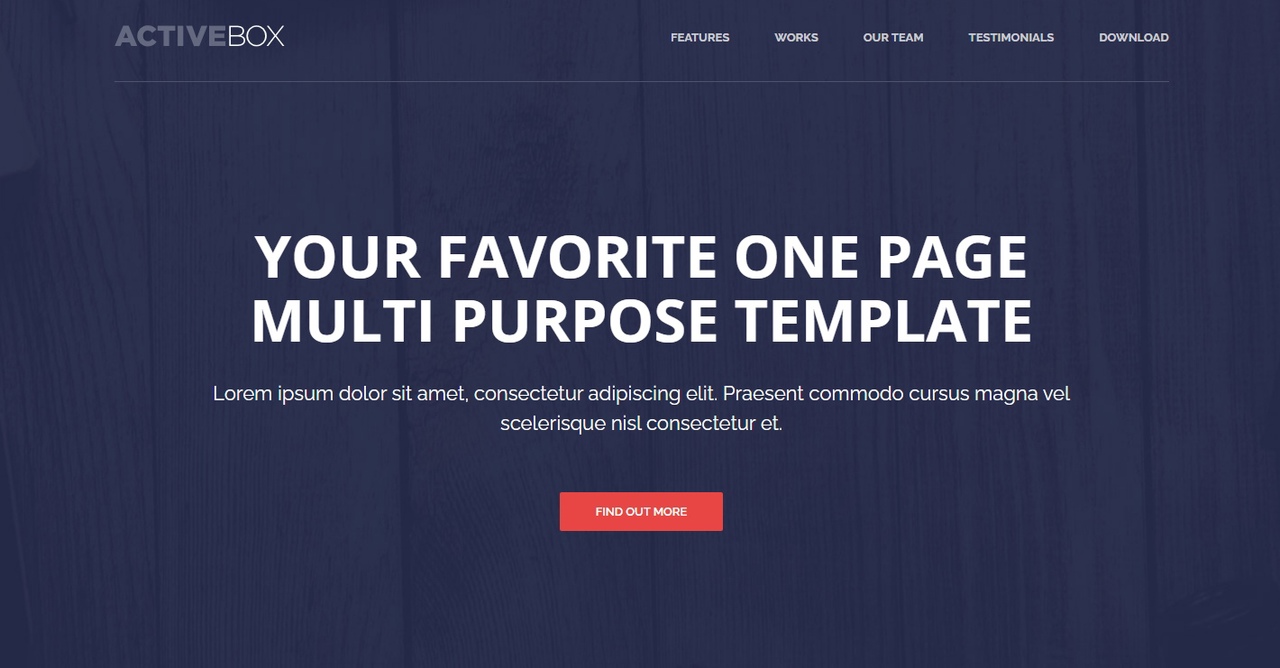 ACTIVEBOX
FEATURES WORKS OUR TEAM TESTIMONIALS DOWNLOAD
YOUR FAVORITE ONE PAGE
MULTI PURPOSE TEMPLATE
Lorem ipsum dolor sit amet, consectetur adipiscing elit. Praesent commodo cursus magna vel
scelerisque nisl consectetur et.
FIND OUT MORE